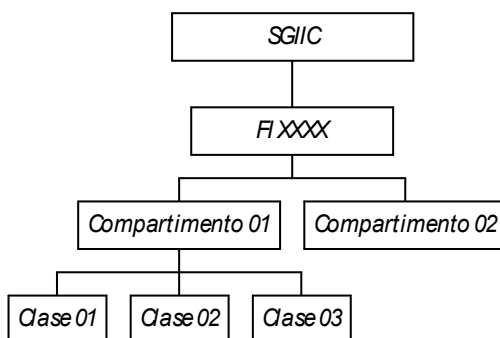 SGIIC
FI XXXX
Compartimento 01
Compartimento 02
Clase 01
Clase 02
Clase 03